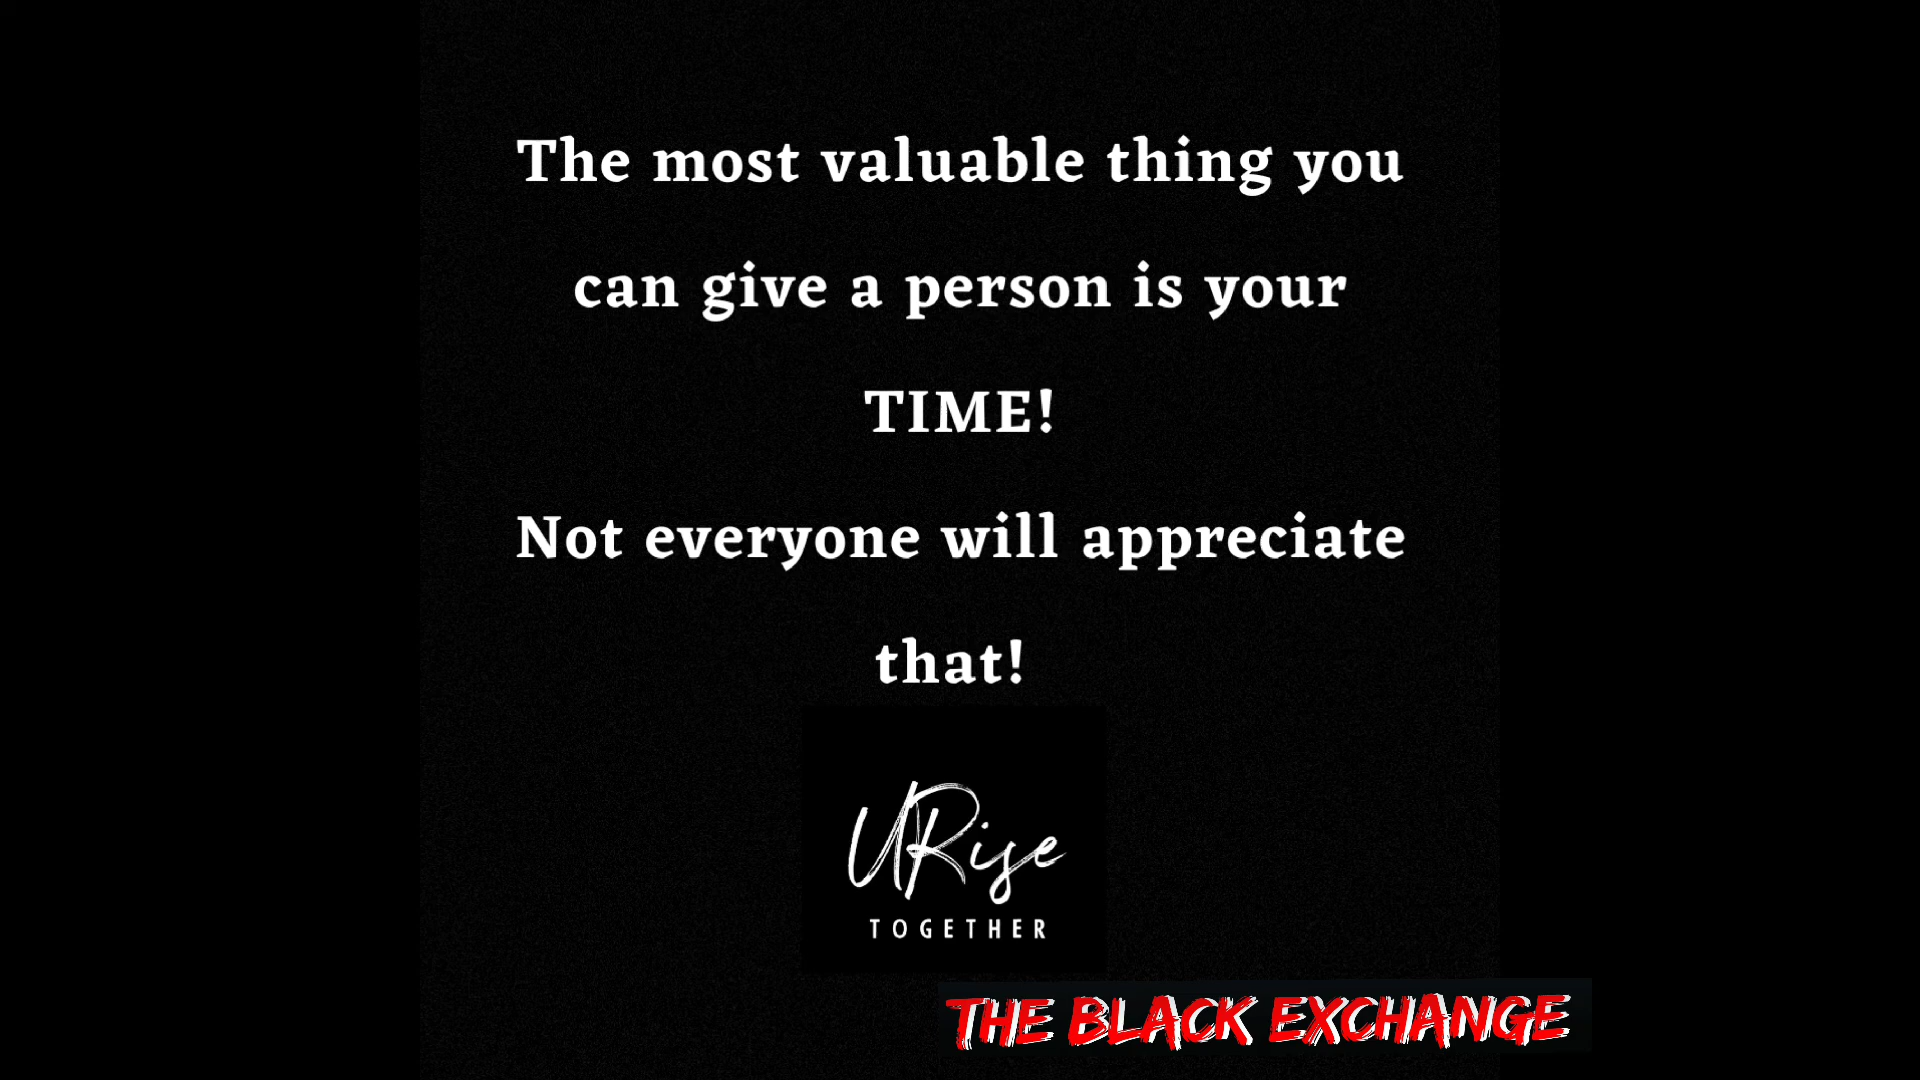 The most valuable thing you
can give a person is your
TIME!
Not everyone will appreciate
that!
URise
TOGETHER
THE BLACK EXCHANGE